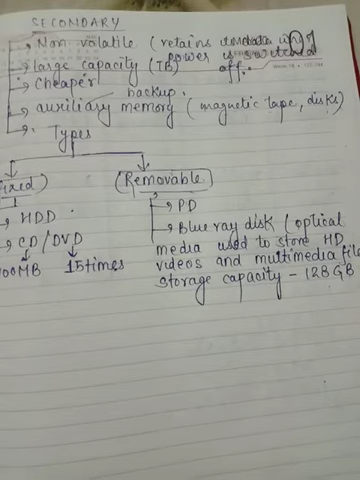 SECONDARY
→ Non volatile (retains its data when
power is switched
off.
→ large capacity (TB)
→ cheaper
backup.
→ auxiliary memory (magnetic tape, disks)
→ Types
Fixed)
(Removable)
→ HDD
→ CD/DVD
00MB 15times
→ PD
→ Blue ray disk (optical
media used to store HD
videos and multimedia file
storage capacity - 128GB